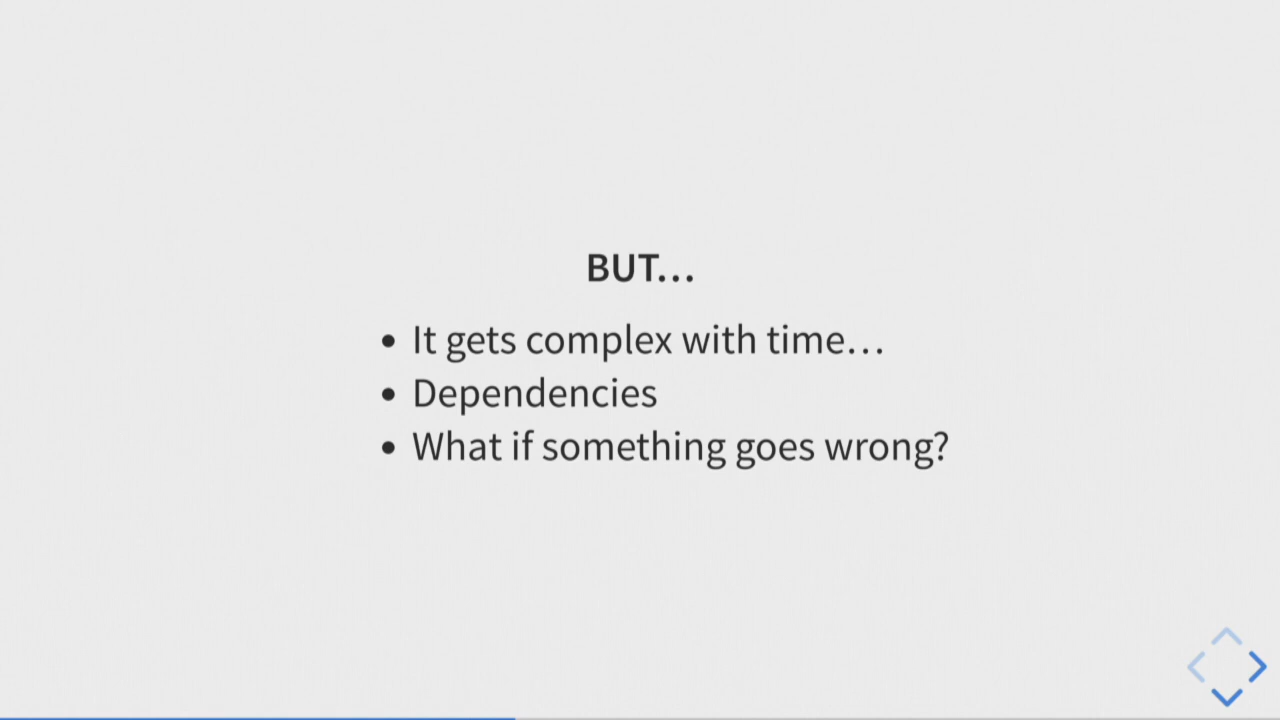 BUT…
It gets complex with time…
Dependencies
What if something goes wrong?